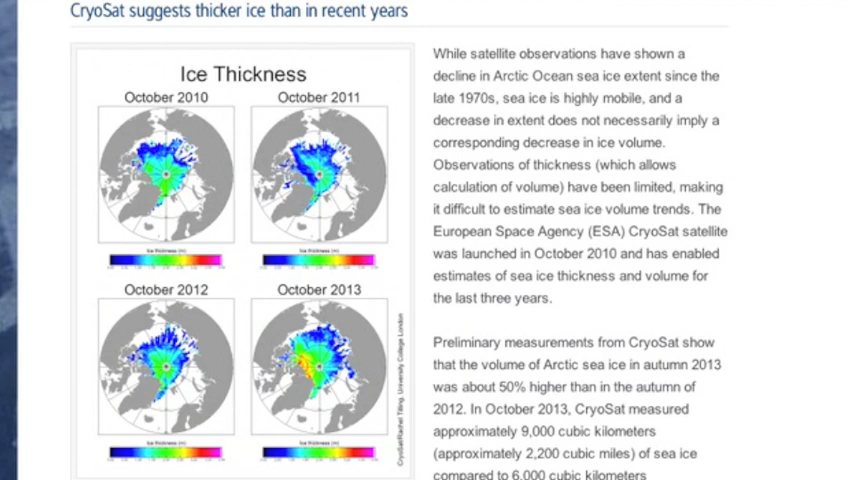 CryoSat suggests thicker ice than in recent years
Ice Thickness
October 2010
October 2011
Ice thickness (m)
Ice thickness (m)
October 2012
October 2013
Ice thickness (m)
Ice thickness (m)
CryoSat/Rachel Tilling, University College London
While satellite observations have shown a
decline in Arctic Ocean sea ice extent since the
late 1970s, sea ice is highly mobile, and a
decrease in extent does not necessarily imply a
corresponding decrease in ice volume.
Observations of thickness (which allows
calculation of volume) have been limited, making
it difficult to estimate sea ice volume trends. The
European Space Agency (ESA) CryoSat satellite
was launched in October 2010 and has enabled
estimates of sea ice thickness and volume for
the last three years.
Preliminary measurements from CryoSat show
that the volume of Arctic sea ice in autumn 2013
was about 50% higher than in the autumn of
2012. In October 2013, CryoSat measured
approximately 9,000 cubic kilometers
(approximately 2,200 cubic miles) of sea ice
compared to 6,000 cubic kilometers